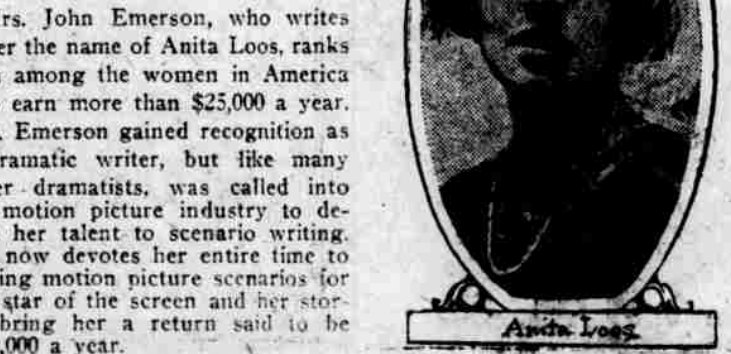 rs. John Emerson, who writes
er the name of Anita Loos, ranks
among the women in America
earn more than $25,000 a year.
. Emerson gained recognition as
ramatic writer, but like many
er dramatists, was called into
motion picture industry to de-
her talent to scenario writing.
now devotes her entire time to
ing motion picture scenarios for
star of the screen and her stor-
bring her a return said to be
,000 a year.
Anita Loos